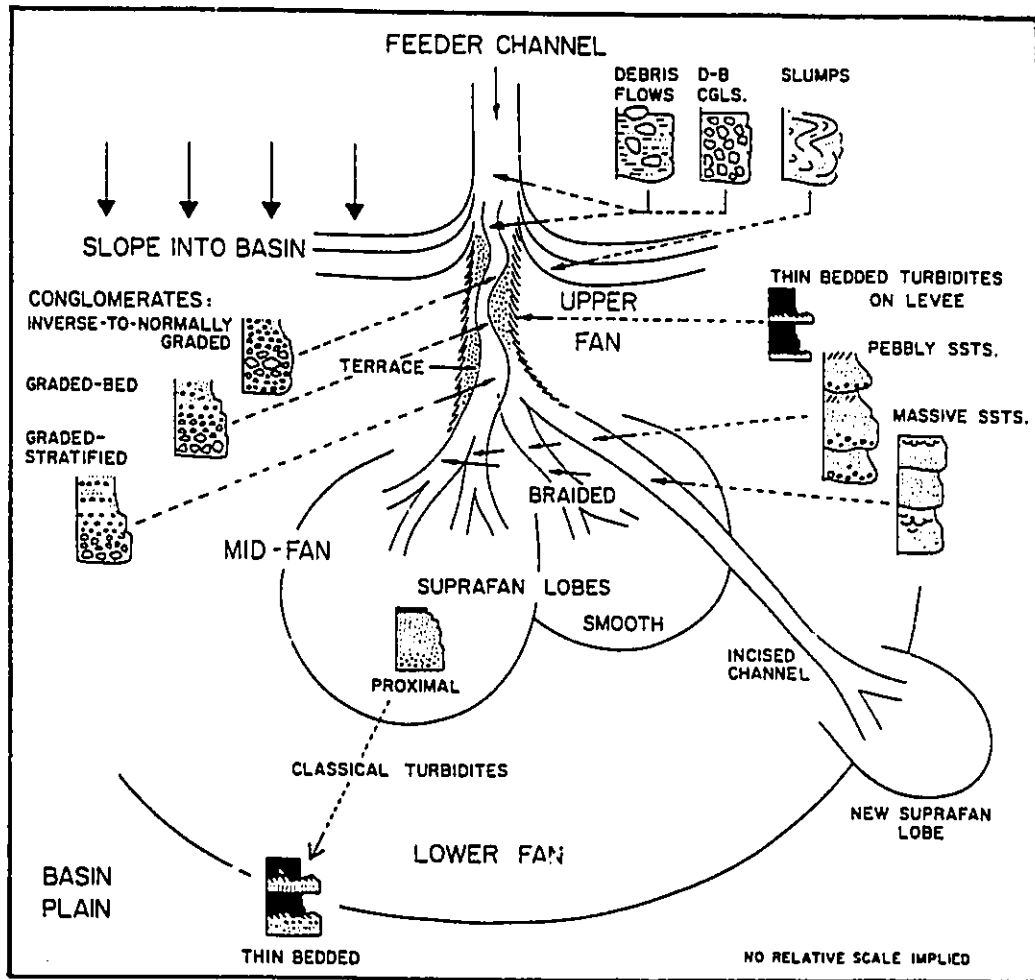 FEEDER CHANNEL
DEBRIS
FLOWS
D-B
CGLS.
SLUMPS
SLOPE INTO BASIN
CONGLOMERATES:
INVERSE-TO-NORMALLY
GRADED
UPPER
FAN
THIN BEDDED TURBIDITES
ON LEVEE
PEBBLY SSTS.
TERRACE
GRADED-BED
MASSIVE SSTS.
GRADED-
STRATIFIED
BRAIDED
MID-FAN
SUPRAFAN LOBES
SMOOTH
PROXIMAL
INCISED
CHANNEL
CLASSICAL TURBIDITES
NEW SUPRAFAN
LOBE
LOWER FAN
BASIN
PLAIN
THIN BEDDED
NO RELATIVE SCALE IMPLIED